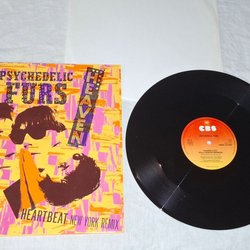 PSYCHEDELIC
FURS
HEAVEN
HEARTBEAT NEW YORK REMIX
CBS